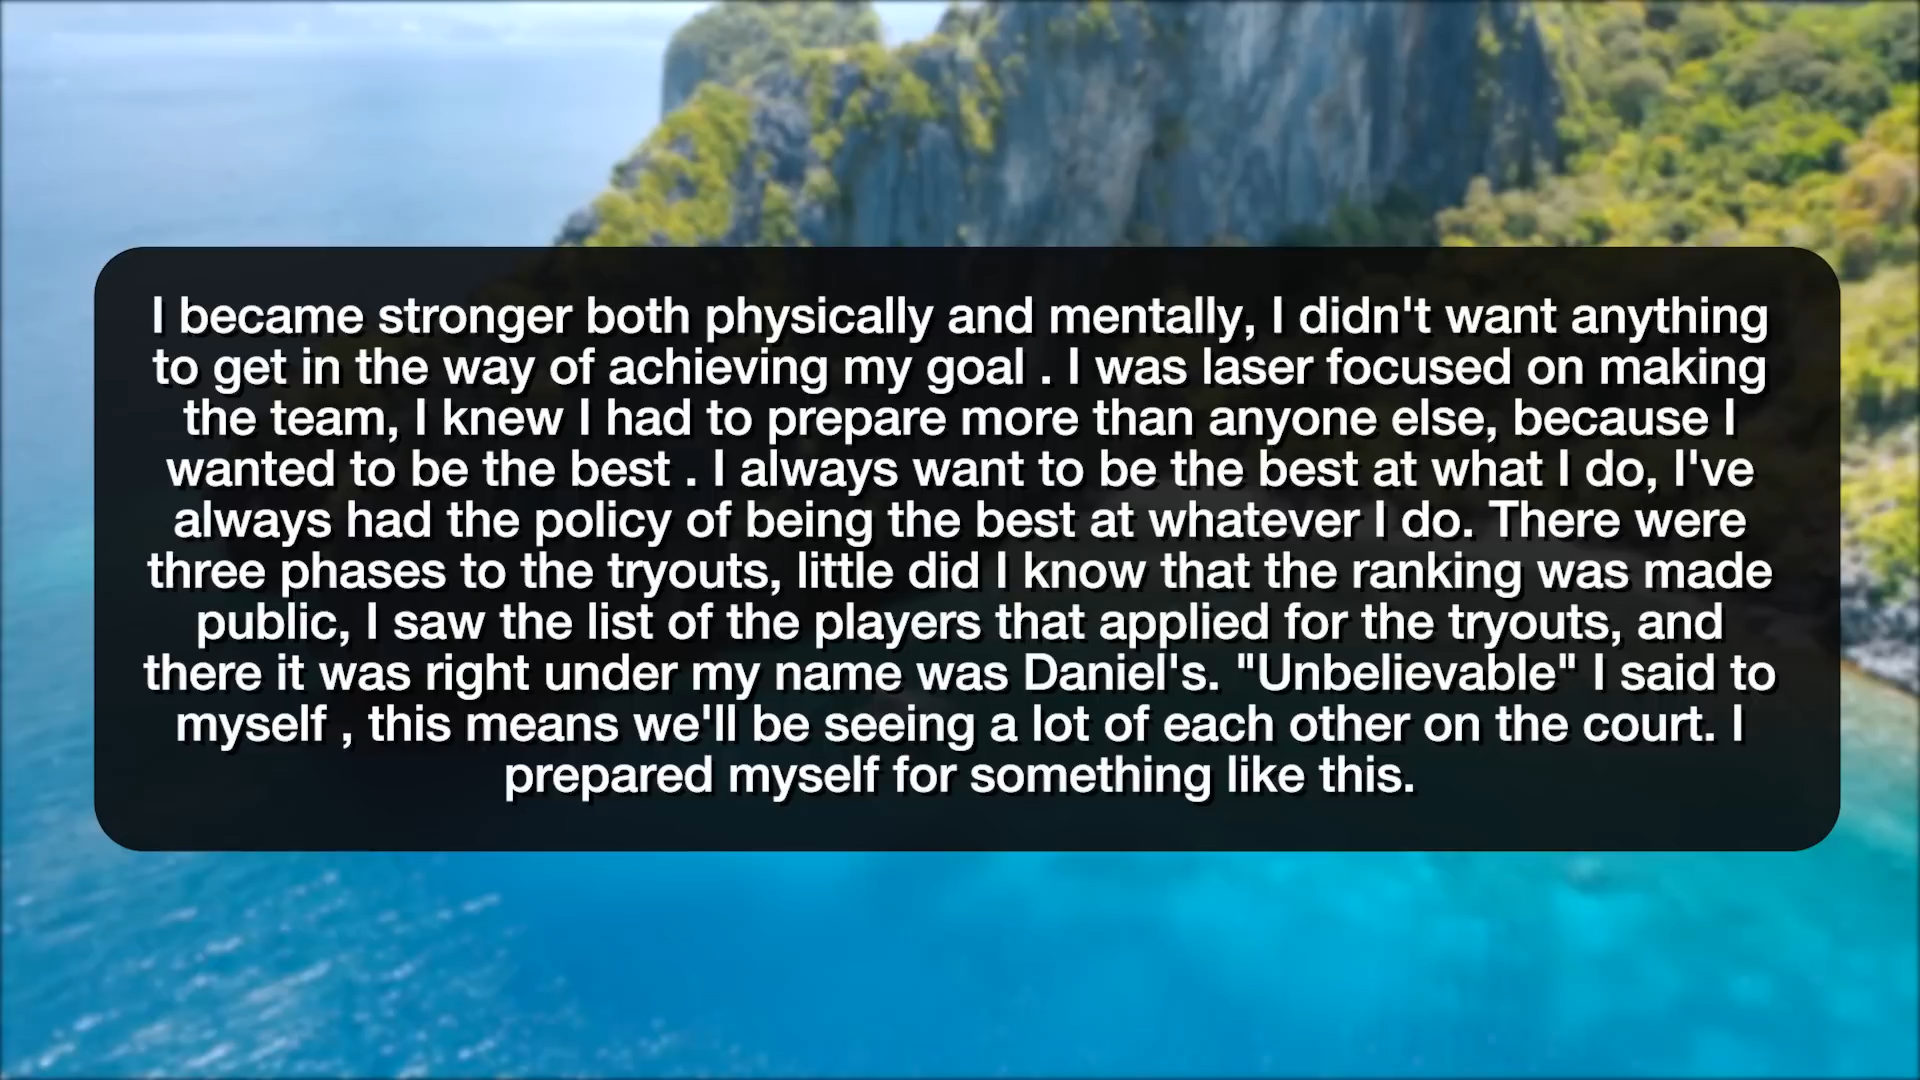 I became stronger both physically and mentally, I didn't want anything
to get in the way of achieving my goal . I was laser focused on making
the team, I knew I had to prepare more than anyone else, because I
wanted to be the best . I always want to be the best at what I do, I've
always had the policy of being the best at whatever I do. There were
three phases to the tryouts, little did I know that the ranking was made
public, I saw the list of the players that applied for the tryouts, and
there it was right under my name was Daniel's. "Unbelievable" I said to
myself , this means we'll be seeing a lot of each other on the court. I
prepared myself for something like this.